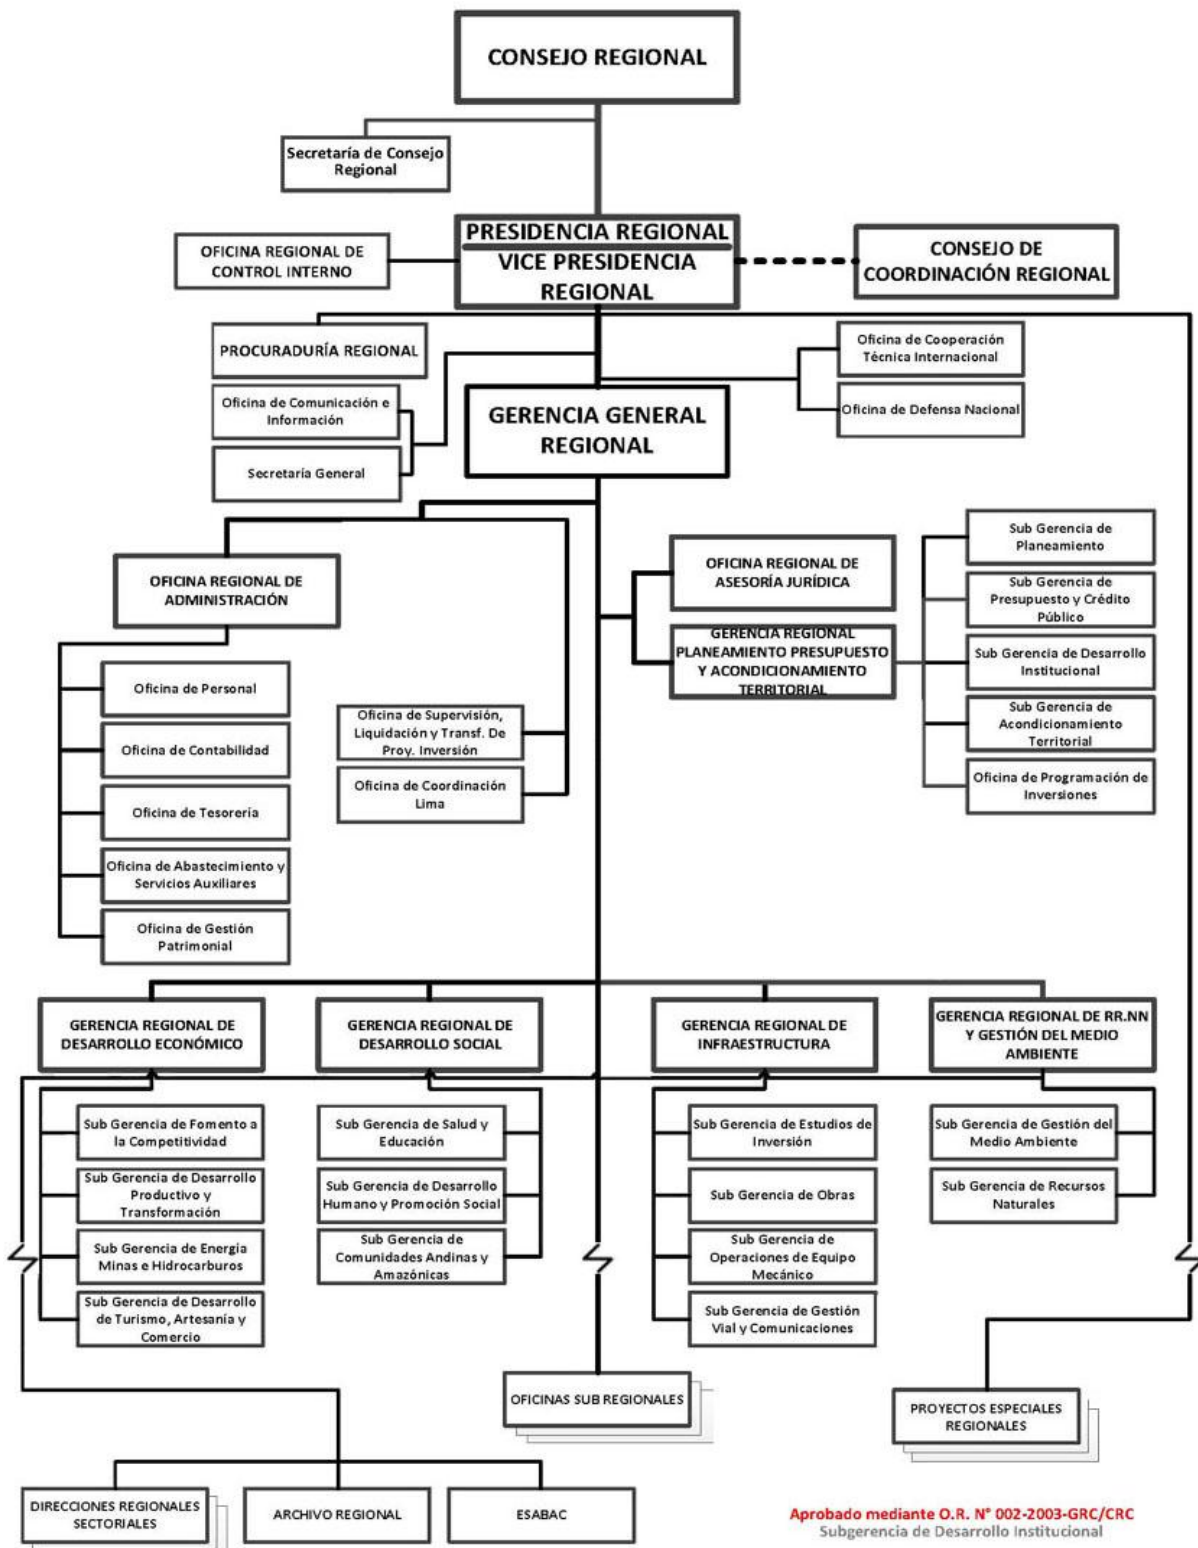 CONSEJO REGIONAL
Secretaría de Consejo
Regional
PRESIDENCIA REGIONAL
VICE PRESIDENCIA
REGIONAL
OFICINA REGIONAL DE
CONTROL INTERNO
CONSEJO DE
COORDINACIÓN REGIONAL
PROCURADURÍA REGIONAL
Oficina de Cooperación
Técnica Internacional
Oficina de Comunicación e
Información
GERENCIA GENERAL
REGIONAL
Oficina de Defensa Nacional
Secretaría General
OFICINA REGIONAL DE
ADMINISTRACIÓN
OFICINA REGIONAL DE
ASESORÍA JURÍDICA
GERENCIA REGIONAL
PLANEAMIENTO PRESUPUESTO
Y ACONDICIONAMIENTO
TERRITORIAL
Sub Gerencia de
Planeamiento
Sub Gerencia de
Presupuesto y Crédito
Público
Sub Gerencia de Desarrollo
Institucional
Sub Gerencia de
Acondicionamiento
Territorial
Oficina de Programación de
Inversiones
Oficina de Personal
Oficina de Contabilidad
Oficina de Tesorería
Oficina de Abastecimiento y
Servicios Auxiliares
Oficina de Gestión
Patrimonial
Oficina de Supervisión,
Liquidación y Transf. De
Proy. Inversión
Oficina de Coordinación
Lima
GERENCIA REGIONAL DE
DESARROLLO ECONÓMICO
GERENCIA REGIONAL DE
DESARROLLO SOCIAL
GERENCIA REGIONAL DE
INFRAESTRUCTURA
GERENCIA REGIONAL DE RR.NN
Y GESTIÓN DEL MEDIO
AMBIENTE
Sub Gerencia de Fomento a
la Competitividad
Sub Gerencia de Desarrollo
Productivo y
Transformación
Sub Gerencia de Energía
Minas e Hidrocarburos
Sub Gerencia de Desarrollo
de Turismo, Artesanía y
Comercio
Sub Gerencia de Salud y
Educación
Sub Gerencia de Desarrollo
Humano y Promoción Social
Sub Gerencia de
Comunidades Andinas y
Amazónicas
Sub Gerencia de Estudios de
Inversión
Sub Gerencia de Obras
Sub Gerencia de
Operaciones de Equipo
Mecánico
Sub Gerencia de Gestión
Vial y Comunicaciones
Sub Gerencia de Gestión del
Medio Ambiente
Sub Gerencia de Recursos
Naturales
OFICINAS SUB REGIONALES
PROYECTOS ESPECIALES
REGIONALES
DIRECCIONES REGIONALES
SECTORIALES
ARCHIVO REGIONAL
ESABAC
Aprobado mediante O.R. N° 002-2003-GRC/CRC
Subgerencia de Desarrollo Institucional